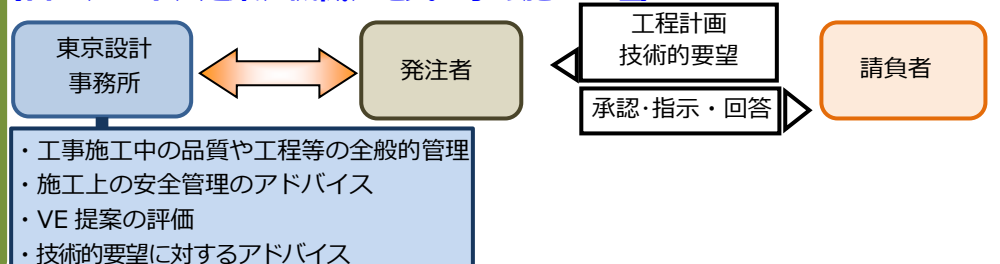 東京設計
事務所
発注者
工程計画
技術的要望
承認･指示・回答
請負者
・工事施工中の品質や工程等の全般的管理
・施工上の安全管理のアドバイス
・VE 提案の評価
・技術的要望に対するアドバイス